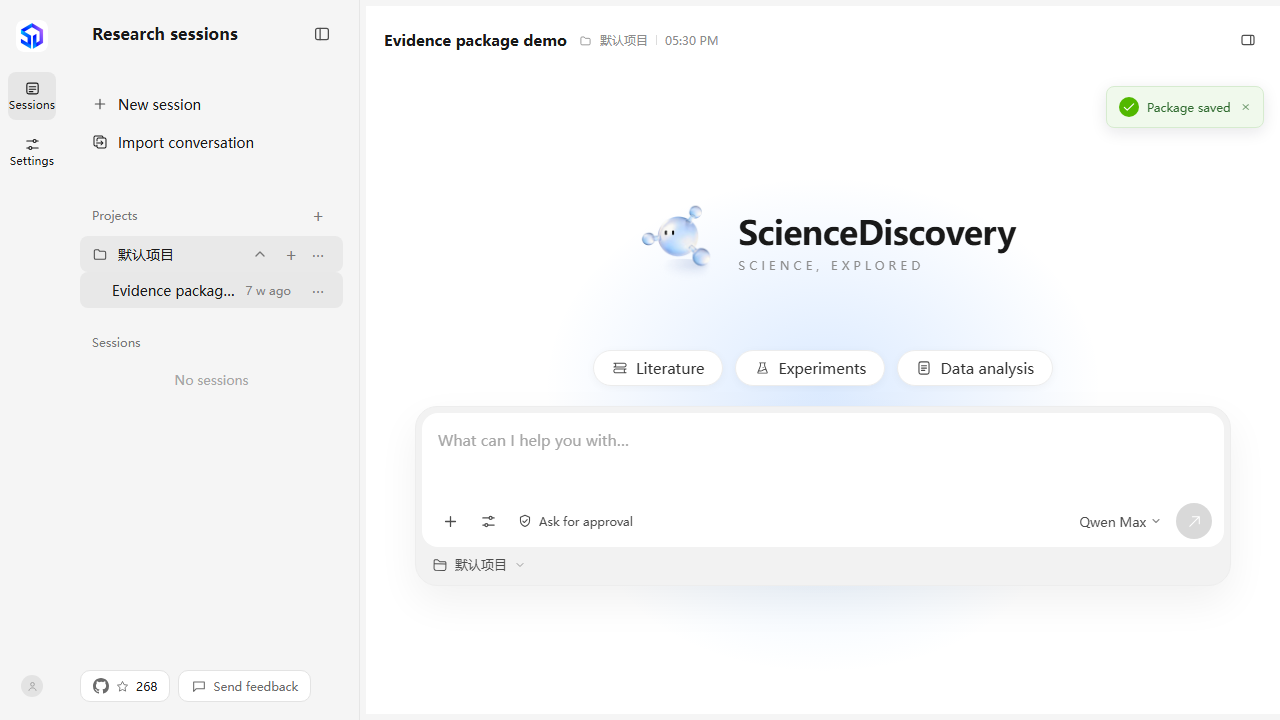 Research sessions
Sessions
Settings
New session
Import conversation
Projects
默认项目
Evidence packag... 7 w ago
Sessions
No sessions
268
Send feedback
Evidence package demo 默认项目 05:30 PM
Package saved
ScienceDiscovery
SCIENCE, EXPLORED
Literature Experiments Data analysis
What can I help you with...
Ask for approval Qwen Max
默认项目